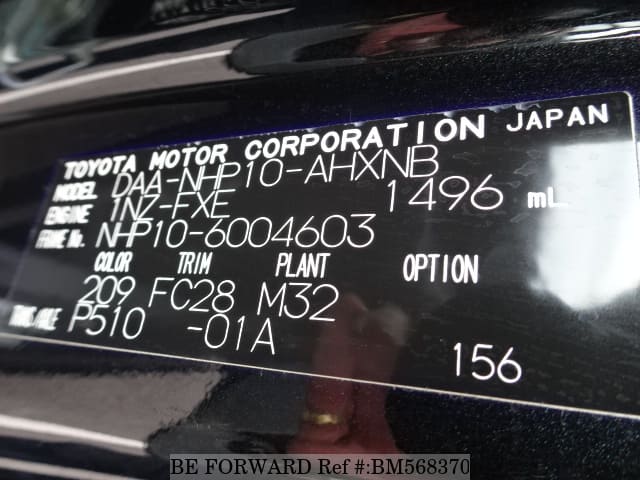 TOYOTA MOTOR CORPORATION JAPAN
MODEL DAA-NHP10-AHXNB
ENGINE 1NZ-FXE 1496 mL
FRAME No. NHP10-6004603
COLOR TRIM PLANT OPTION
209 FC28 M32
TRANS/AXLE P510 -01A
156
BE FORWARD Ref #:BM568370